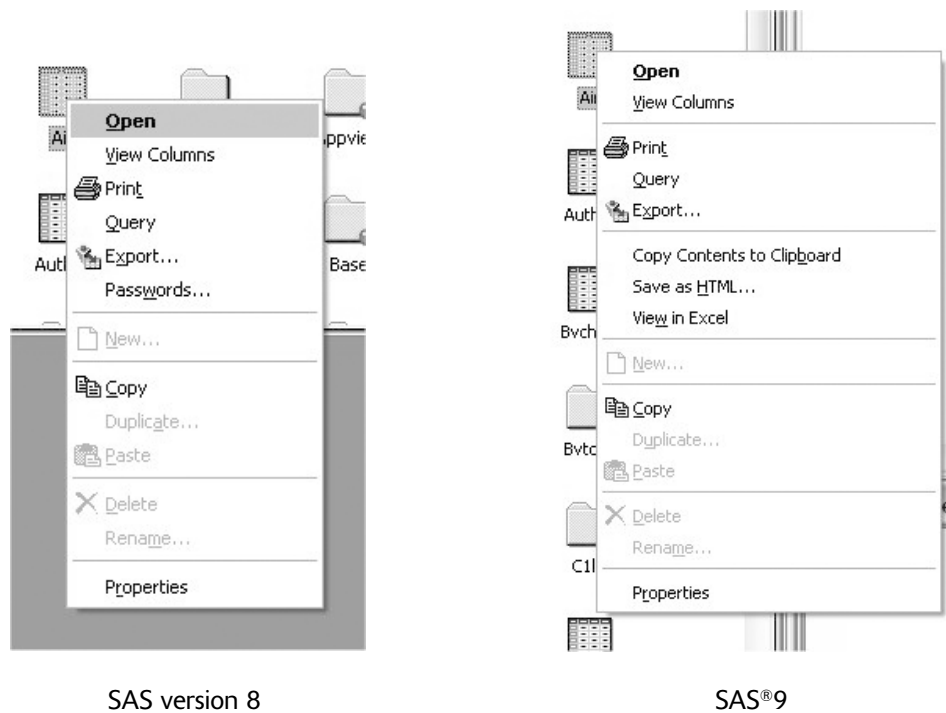 Open
View Columns
Print
Query
Export...
Passwords...
New...
Copy
Duplicate...
Paste
Delete
Rename...
Properties
Base
SAS version 8
Open
View Columns
Print
Query
Export...
Copy Contents to Clipboard
Save as HTML...
View in Excel
New...
Copy
Duplicate...
Paste
Delete
Rename...
Properties
SAS®9